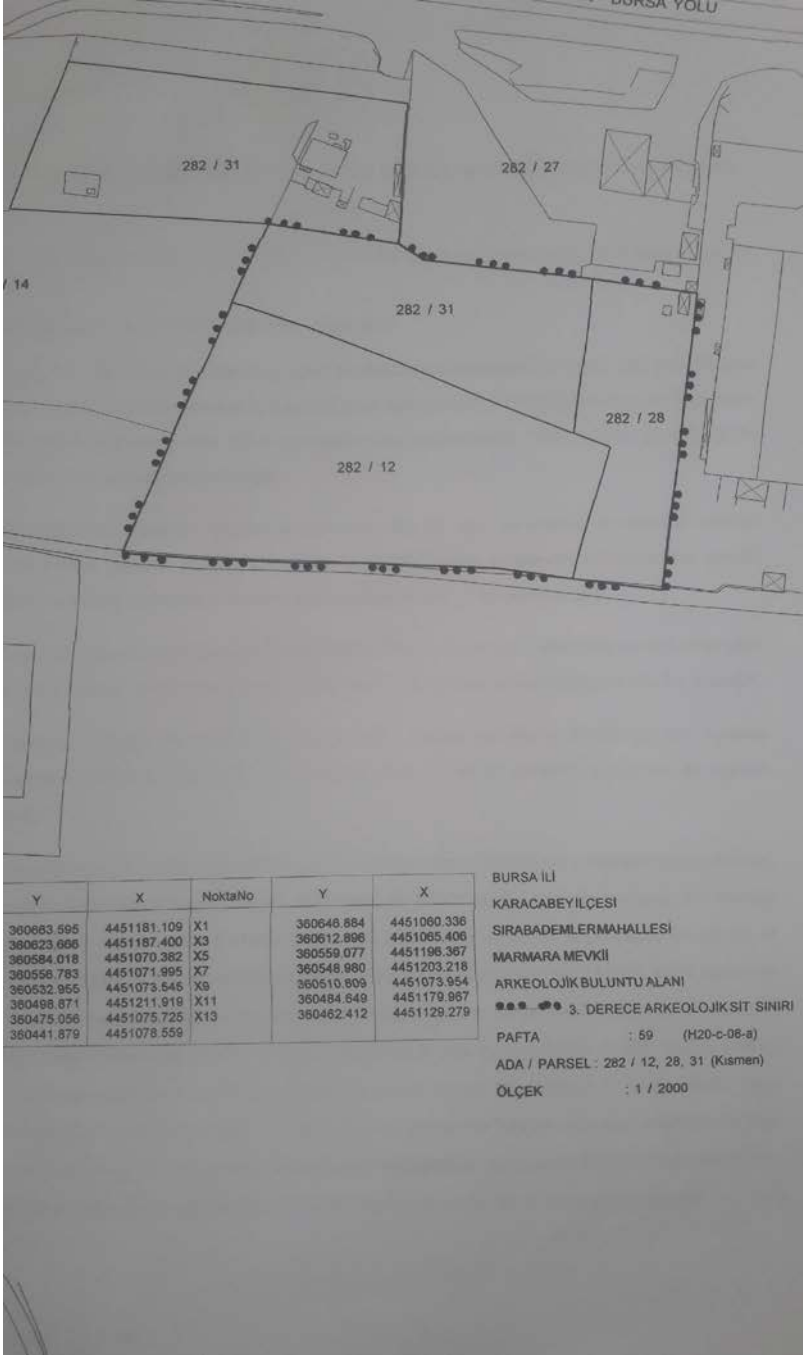 BURSA YOLU
282 / 31
282 / 27
/ 14
282 / 31
282 / 28
282 / 12
Y X NoktaNo Y X
360663.595 4451181.109 X1 360646.884 4451060.336
360623.666 4451187.400 X3 360612.896 4451065.406
360584.018 4451070.382 X5 360559.077 4451196.367
360556.783 4451071.995 X7 360548.980 4451203.218
360532.955 4451073.545 X9 360510.809 4451073.954
360498.871 4451211.919 X11 360484.649 4451179.967
360475.056 4451075.725 X13 360462.412 4451129.279
360441.879 4451078.559
BURSA İLİ
KARACABEY İLÇESİ
SIRABADEMLER MAHALLESİ
MARMARA MEVKİİ
ARKEOLOJİK BULUNTU ALANI
3. DERECE ARKEOLOJİK SİT SINIRI
PAFTA : 59 (H20-c-06-a)
ADA / PARSEL : 282 / 12, 28, 31 (Kısmen)
ÖLÇEK : 1 / 2000